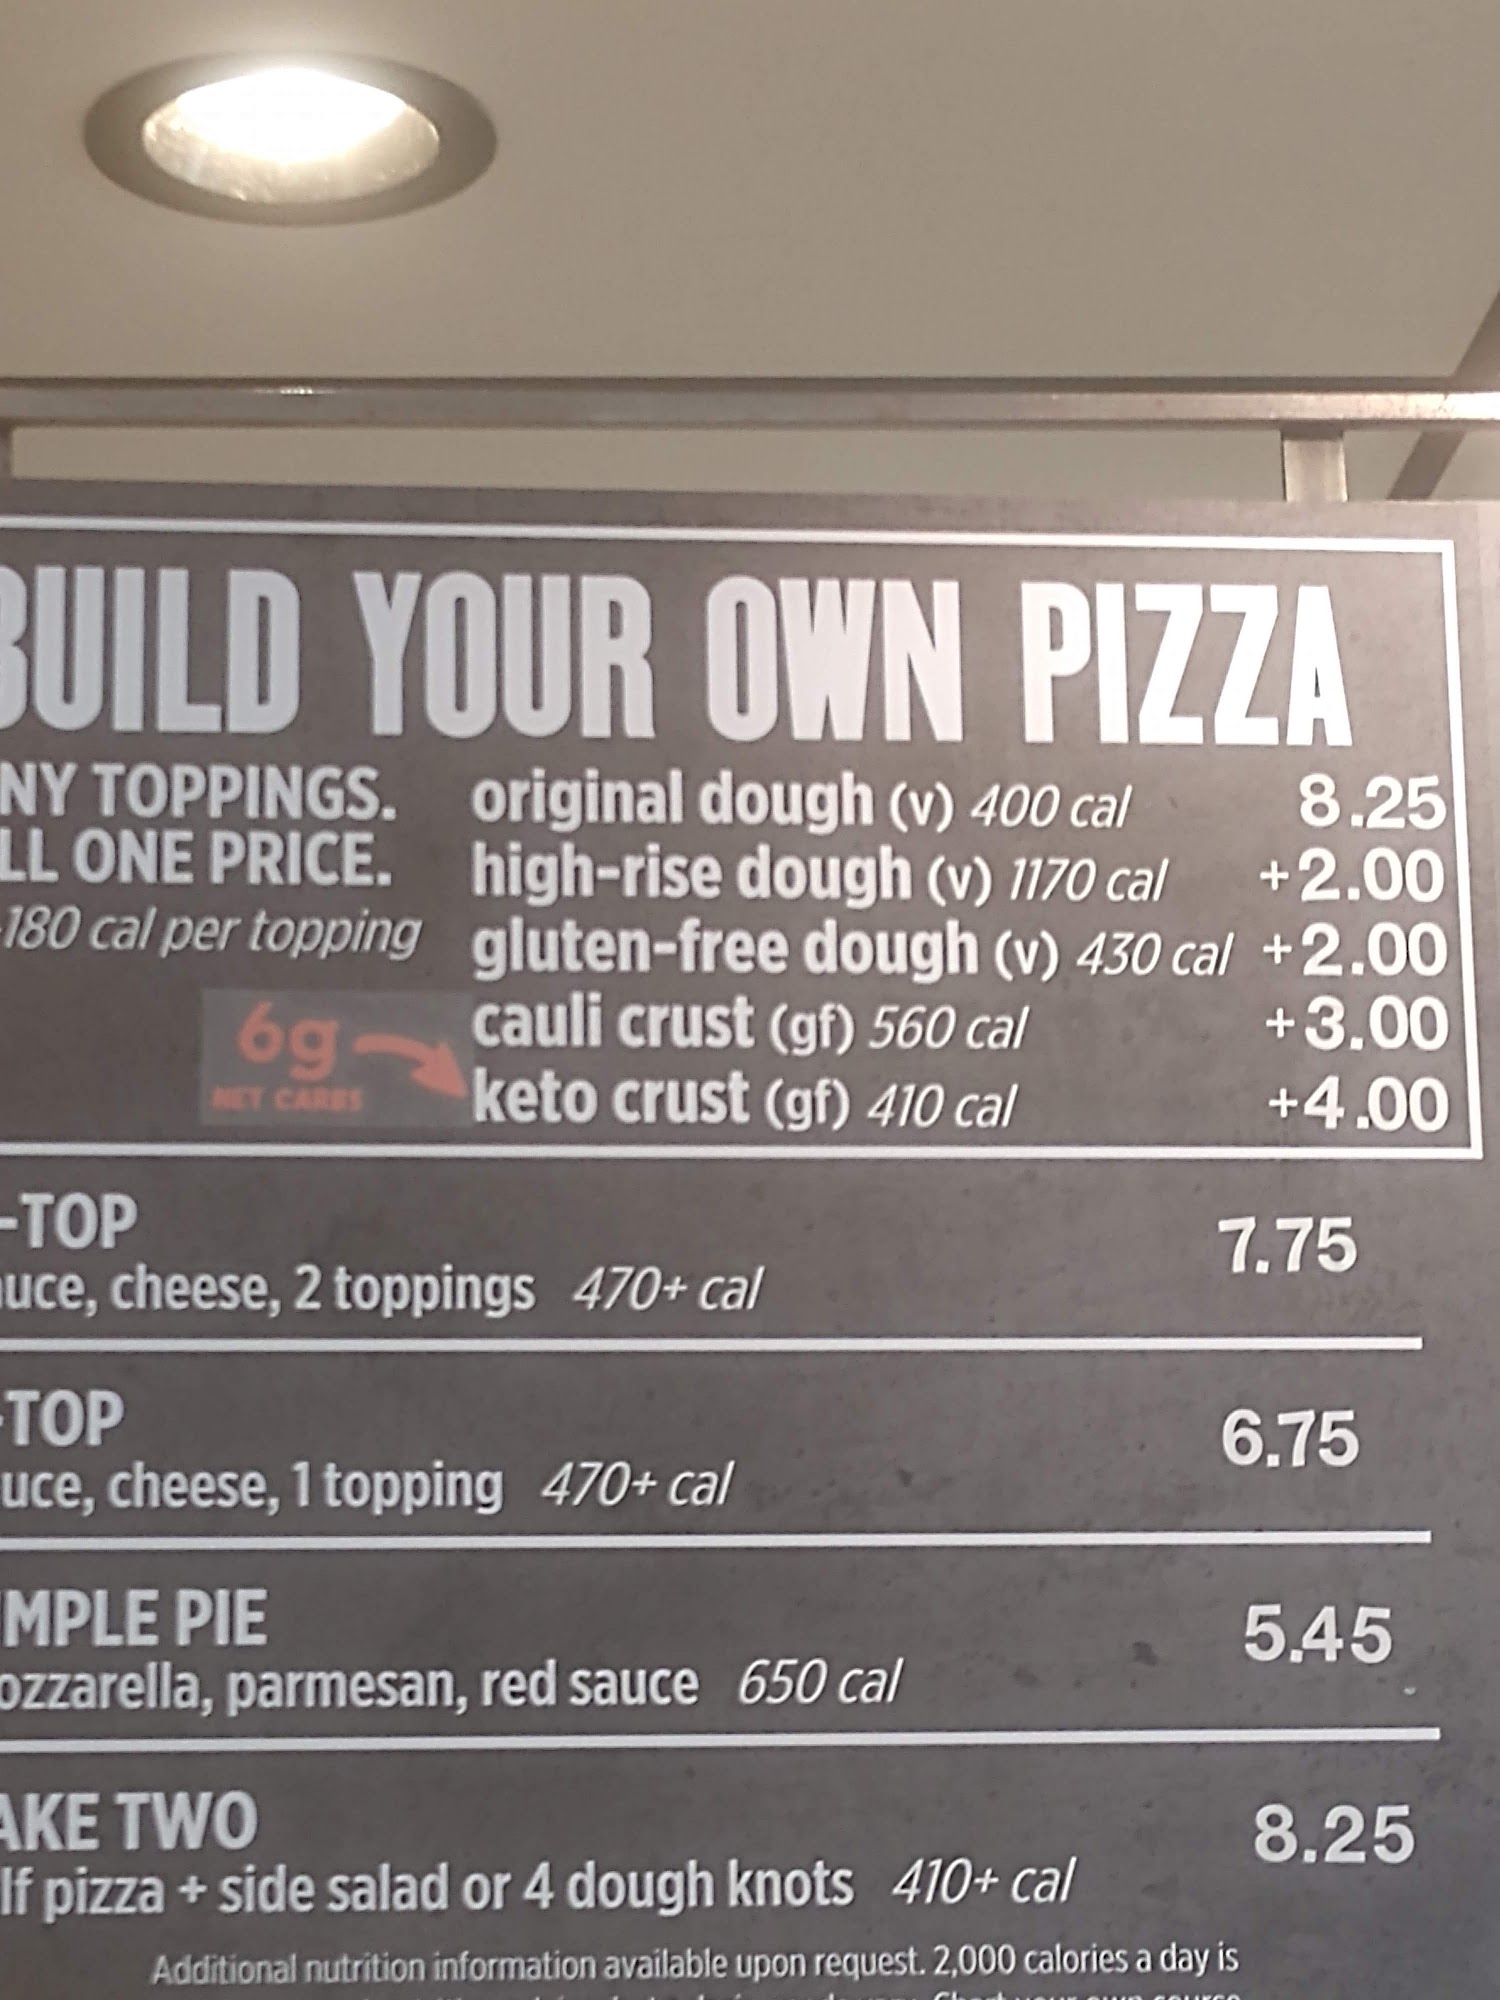 BUILD YOUR OWN PIZZA
NY TOPPINGS.
LL ONE PRICE.
-180 cal per topping
original dough (v) 400 cal 8.25
high-rise dough (v) 1170 cal +2.00
gluten-free dough (v) 430 cal +2.00
cauli crust (gf) 560 cal +3.00
6g
NET CARBS
keto crust (gf) 410 cal +4.00
-TOP 7.75
uce, cheese, 2 toppings 470+ cal
-TOP 6.75
uce, cheese, 1 topping 470+ cal
IMPLE PIE 5.45
ozzarella, parmesan, red sauce 650 cal
AKE TWO 8.25
lf pizza + side salad or 4 dough knots 410+ cal
Additional nutrition information available upon request. 2,000 calories a day is